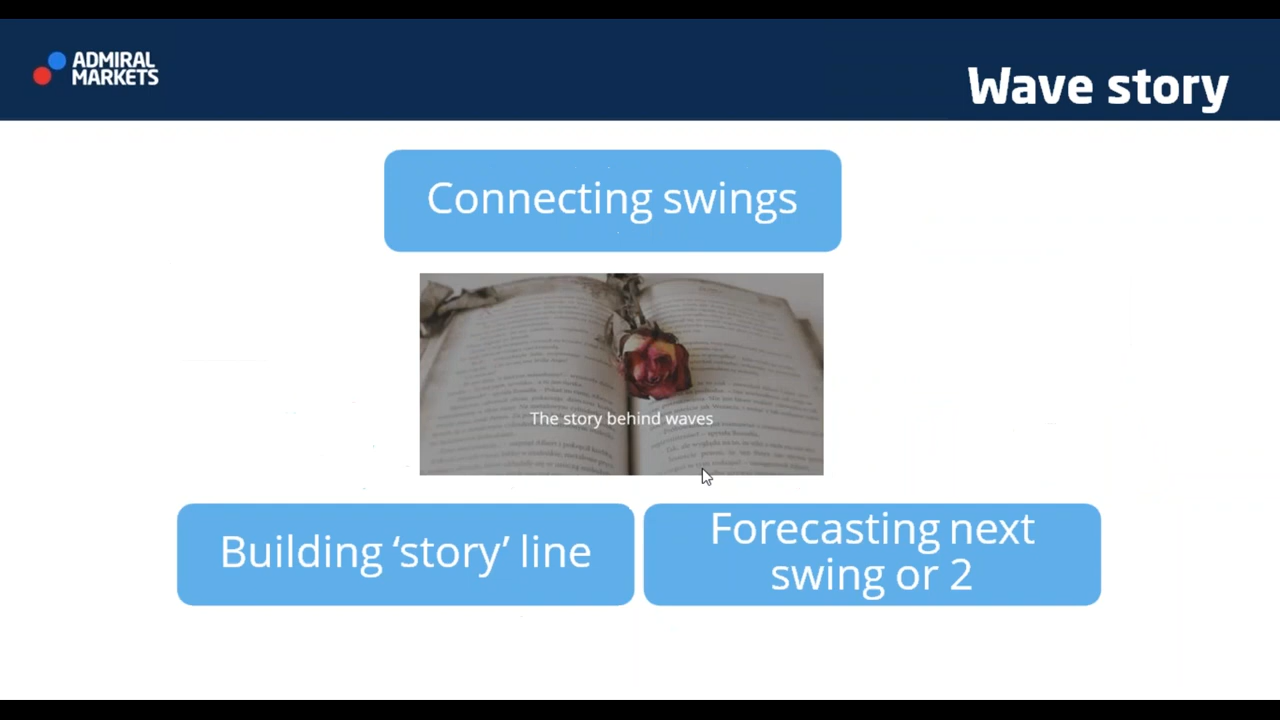 ADMIRAL
MARKETS
Wave story
Connecting swings
The story behind waves
Building ‘story’ line
Forecasting next
swing or 2